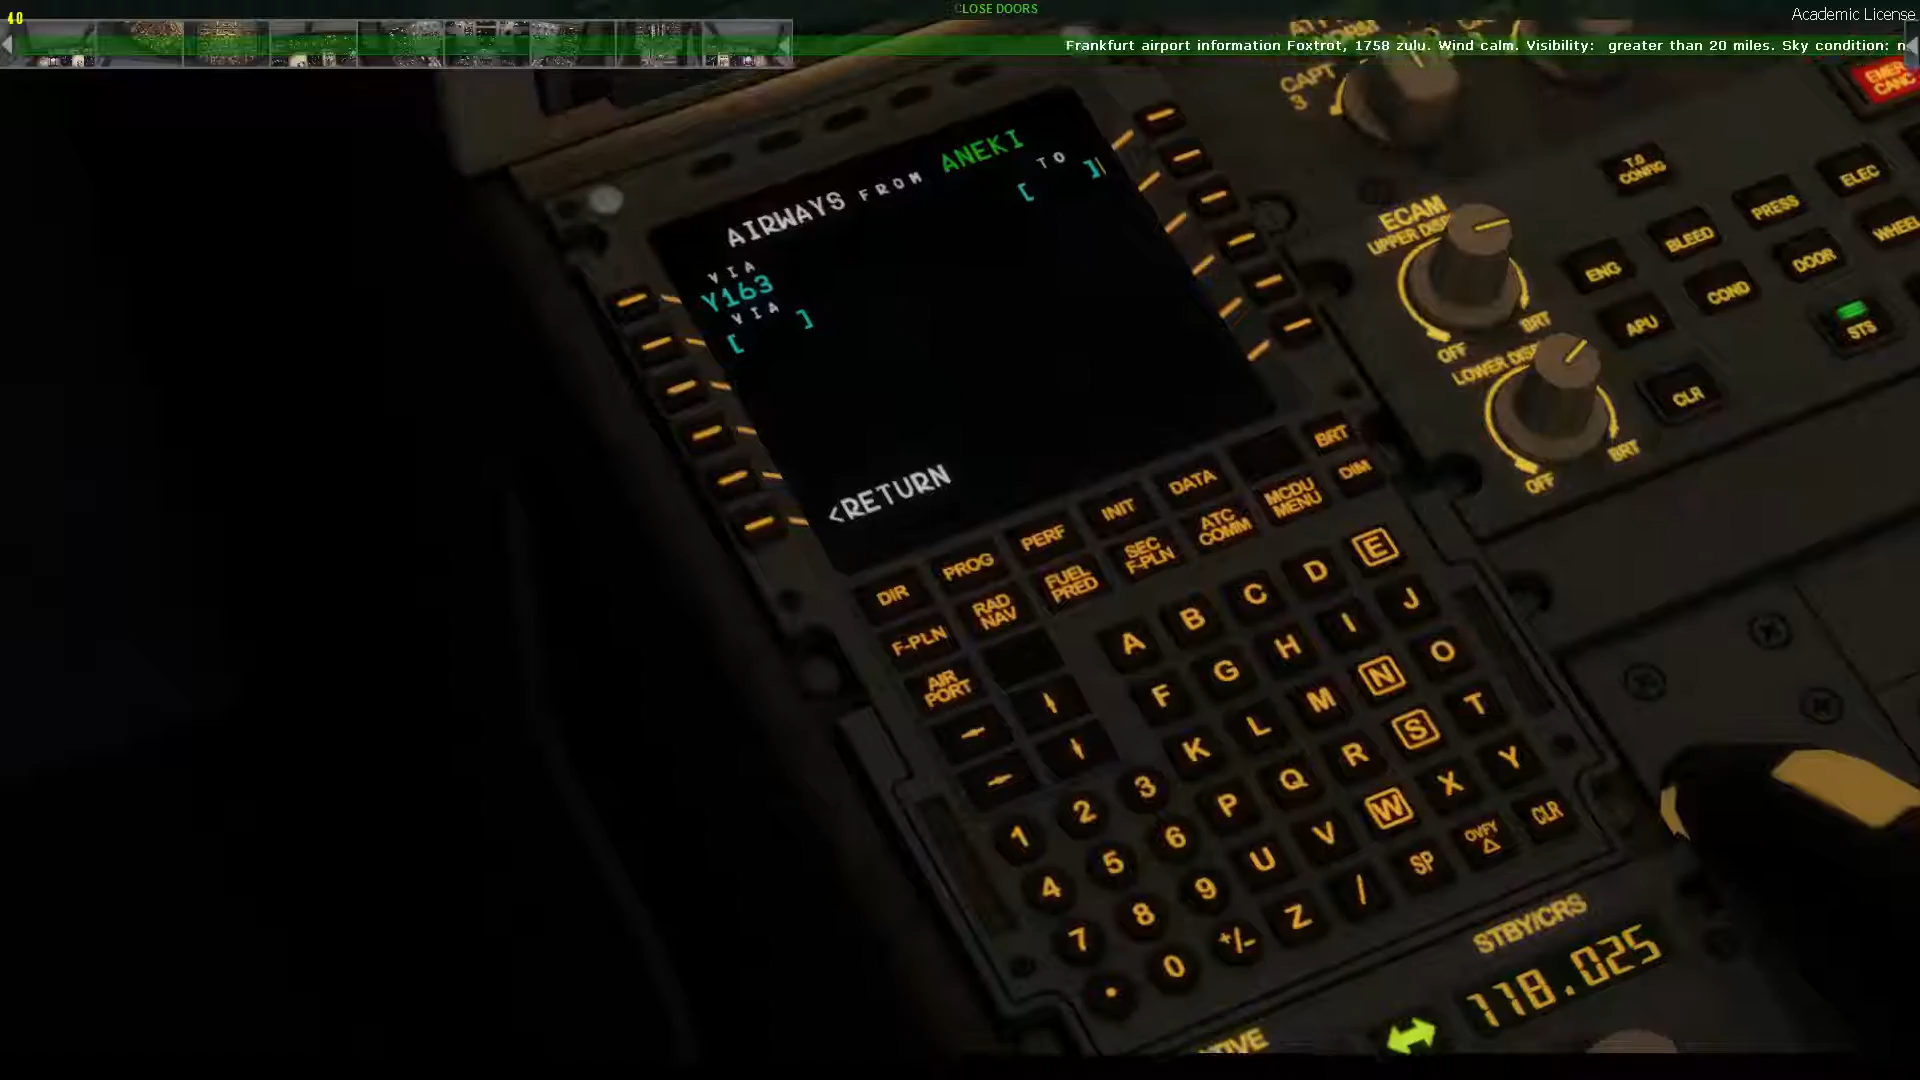 40
CLOSE DOORS
Academic License
Frankfurt airport information Foxtrot, 1758 zulu. Wind calm. Visibility: greater than 20 miles. Sky condition: n
CAPT
3
EMER
CANC
AIRWAYS FROM ANEKI
TO
[ ]
VIA
Y163
VIA
[ ]
<RETURN
ECAM
UPPER DISP
OFF
BRT
LOWER DISP
OFF
BRT
T.O
CONFIG
ENG
BLEED
PRESS
ELEC
APU
COND
DOOR
WHEEL
CLR
STS
DIR
PROG
PERF
INIT
DATA
BRT
F-PLN
RAD
NAV
FUEL
PRED
SEC
F-PLN
ATC
COMM
MCDU
MENU
DIM
AIR
PORT
A B C D E
F G H I J
K L M N O
P Q R S T
U V W X Y
Z / SP OVFY Δ CLR
1 2 3
4 5 6
7 8 9
. 0 +/-
STBY/CRS
118.025